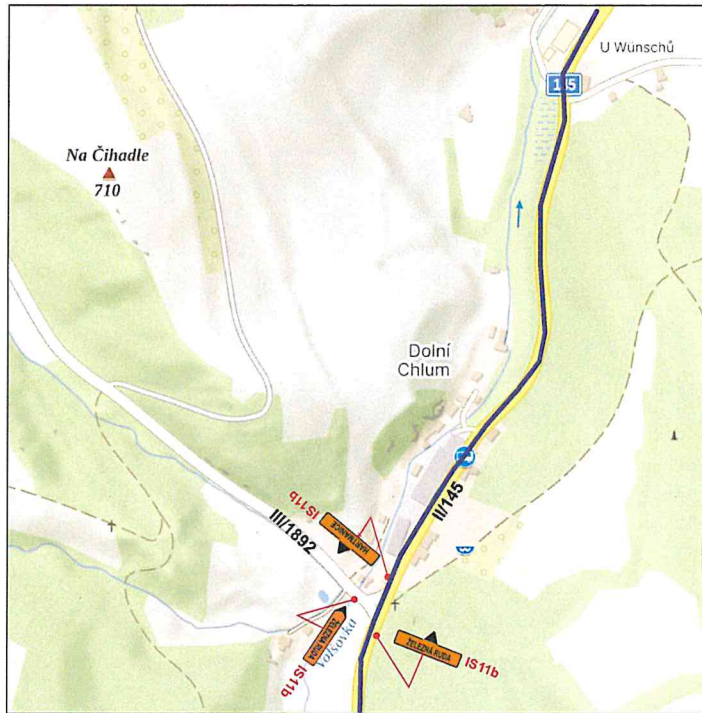 U Wünschů
145
Na Čihadle
710
Dolní
Chlum
II/145
IS11b
HARTMANICE
III/1892
ŽELEZNÁ RUDA
Volšovka
IS11b
ŽELEZNÁ RUDA
IS11b